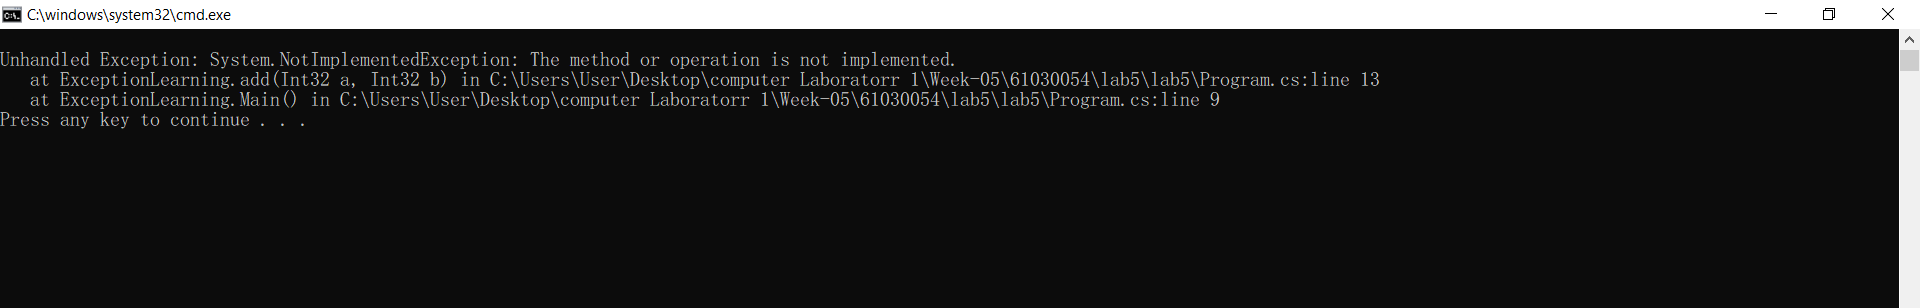 C:\windows\system32\cmd.exe
Unhandled Exception: System.NotImplementedException: The method or operation is not implemented.
   at ExceptionLearning.add(Int32 a, Int32 b) in C:\Users\User\Desktop\computer Laboratorr 1\Week-05\61030054\lab5\lab5\Program.cs:line 13
   at ExceptionLearning.Main() in C:\Users\User\Desktop\computer Laboratorr 1\Week-05\61030054\lab5\lab5\Program.cs:line 9
Press any key to continue . . .